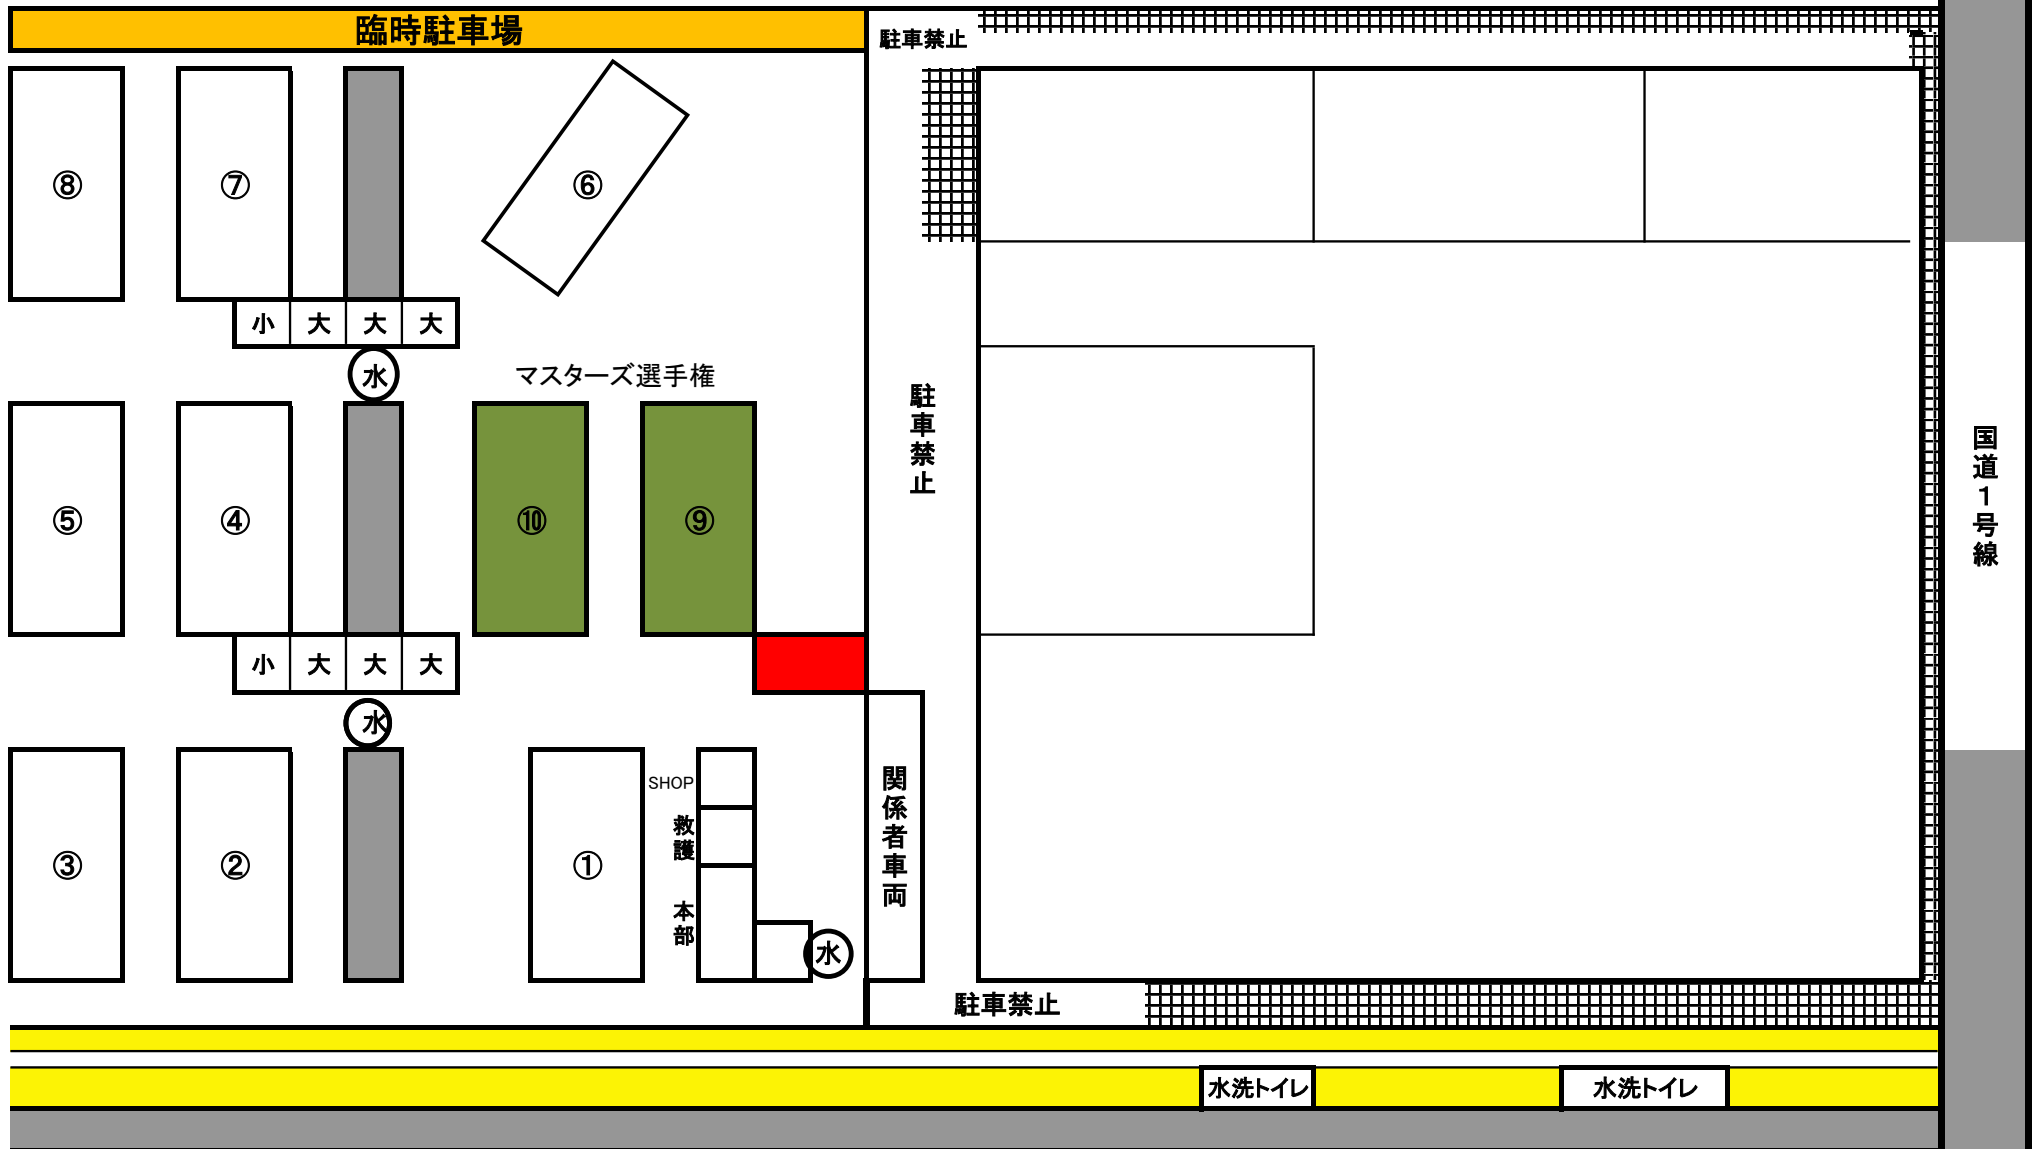 臨時駐車場
駐車禁止
⑧
⑦
⑥
小 大 大 大
水
マスターズ選手権
駐車禁止
国道１号線
⑤
④
⑩
⑨
小 大 大 大
水
SHOP
救護
本部
関係者車両
③
②
①
水
駐車禁止
水洗トイレ
水洗トイレ